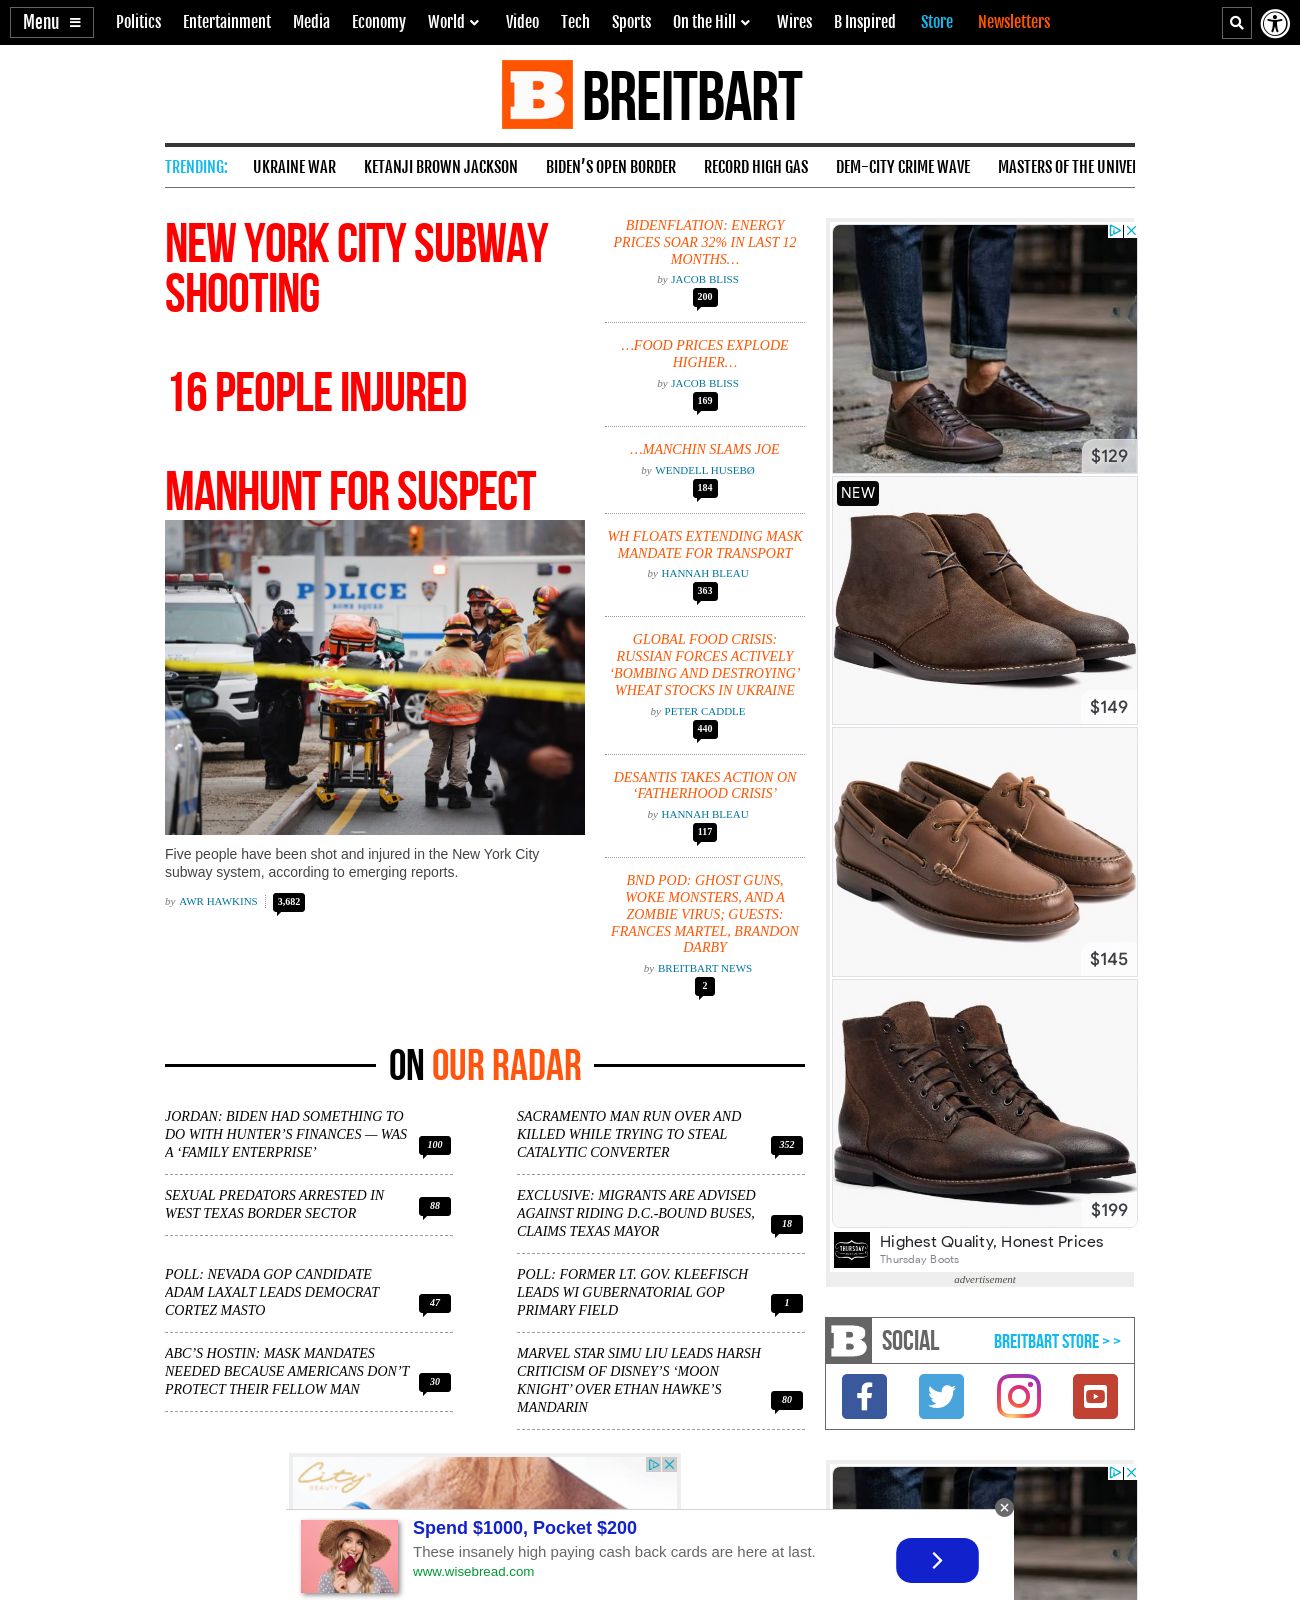 Menu
Politics
Entertainment
Media
Economy
World
Video
Tech
Sports
On the Hill
Wires
B Inspired
Store
Newsletters
B BREITBART
TRENDING:
UKRAINE WAR
KETANJI BROWN JACKSON
BIDEN’S OPEN BORDER
RECORD HIGH GAS
DEM-CITY CRIME WAVE
MASTERS OF THE
NEW YORK CITY SUBWAY
SHOOTING
16 PEOPLE INJURED
MANHUNT FOR SUSPECT
POLICE
BOMB SQUAD
Five people have been shot and injured in the New York City
subway system, according to emerging reports.
by AWR HAWKINS
3,682
BIDENFLATION: ENERGY
PRICES SOAR 32% IN LAST 12
MONTHS…
by JACOB BLISS
200
…FOOD PRICES EXPLODE
HIGHER…
by JACOB BLISS
169
…MANCHIN SLAMS JOE
by WENDELL HUSEBØ
184
WH FLOATS EXTENDING MASK
MANDATE FOR TRANSPORT
by HANNAH BLEAU
363
GLOBAL FOOD CRISIS:
RUSSIAN FORCES ACTIVELY
‘BOMBING AND DESTROYING’
WHEAT STOCKS IN UKRAINE
by PETER CADDLE
440
DESANTIS TAKES ACTION ON
‘FATHERHOOD CRISIS’
by HANNAH BLEAU
117
BND POD: GHOST GUNS,
WOKE MONSTERS, AND A
ZOMBIE VIRUS; GUESTS:
FRANCES MARTEL, BRANDON
DARBY
by BREITBART NEWS
2
$129
NEW
$149
$145
$199
THURSDAY
Highest Quality, Honest Prices
Thursday Boots
advertisement
ON OUR RADAR
JORDAN: BIDEN HAD SOMETHING TO
DO WITH HUNTER’S FINANCES — WAS
A ‘FAMILY ENTERPRISE’
100
SEXUAL PREDATORS ARRESTED IN
WEST TEXAS BORDER SECTOR
88
POLL: NEVADA GOP CANDIDATE
ADAM LAXALT LEADS DEMOCRAT
CORTEZ MASTO
47
ABC’S HOSTIN: MASK MANDATES
NEEDED BECAUSE AMERICANS DON’T
PROTECT THEIR FELLOW MAN
30
SACRAMENTO MAN RUN OVER AND
KILLED WHILE TRYING TO STEAL
CATALYTIC CONVERTER
352
EXCLUSIVE: MIGRANTS ARE ADVISED
AGAINST RIDING D.C.-BOUND BUSES,
CLAIMS TEXAS MAYOR
18
POLL: FORMER LT. GOV. KLEEFISCH
LEADS WI GUBERNATORIAL GOP
PRIMARY FIELD
1
MARVEL STAR SIMU LIU LEADS HARSH
CRITICISM OF DISNEY’S ‘MOON
KNIGHT’ OVER ETHAN HAWKE’S
MANDARIN
80
B SOCIAL
BREITBART STORE > >
City
BEAUTY
Spend $1000, Pocket $200
These insanely high paying cash back cards are here at last.
www.wisebread.com